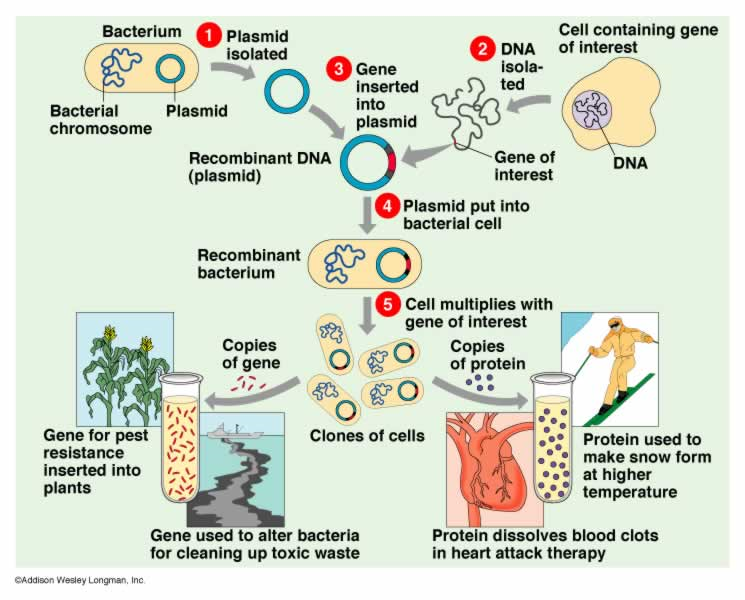 Bacterium
1 Plasmid
isolated
Bacterial
chromosome
Plasmid
2 DNA
isola-
ted
Cell containing gene
of interest
DNA
3 Gene
inserted
into
plasmid
Gene of
interest
Recombinant DNA
(plasmid)
4 Plasmid put into
bacterial cell
Recombinant
bacterium
5 Cell multiplies with
gene of interest
Copies
of gene
Copies
of protein
Clones of cells
Gene for pest
resistance
inserted into
plants
Gene used to alter bacteria
for cleaning up toxic waste
Protein used to
make snow form
at higher
temperature
Protein dissolves blood clots
in heart attack therapy
©Addison Wesley Longman, Inc.